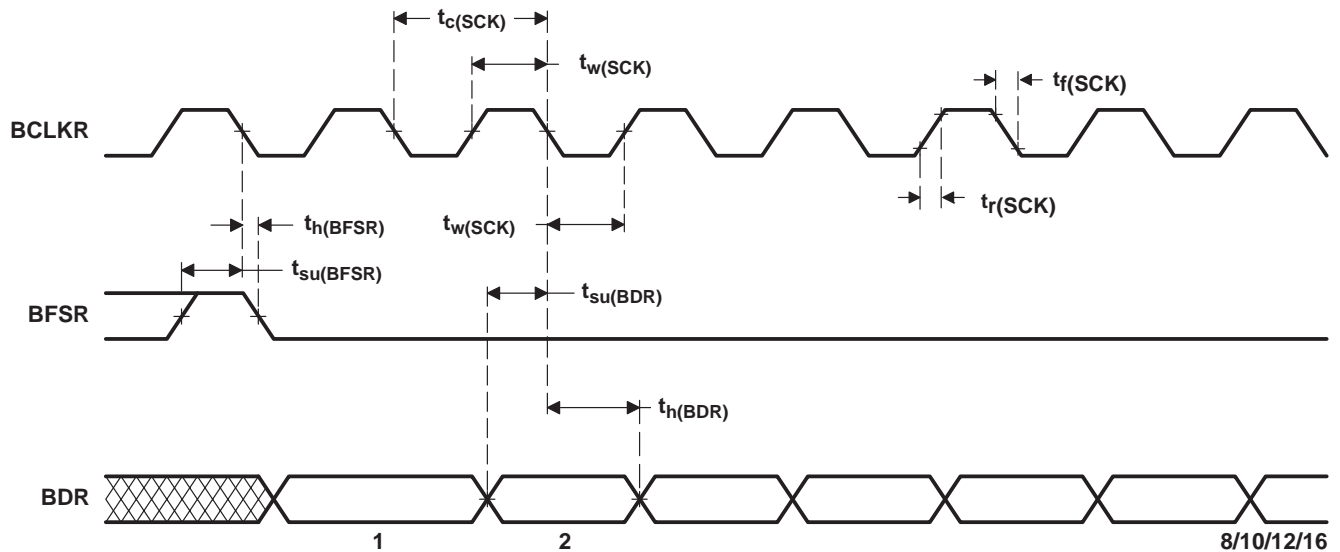 tc(SCK)
tw(SCK)
tf(SCK)
BCLKR
tr(SCK)
th(BFSR)
tw(SCK)
tsu(BFSR)
tsu(BDR)
BFSR
th(BDR)
BDR
1 2 8/10/12/16